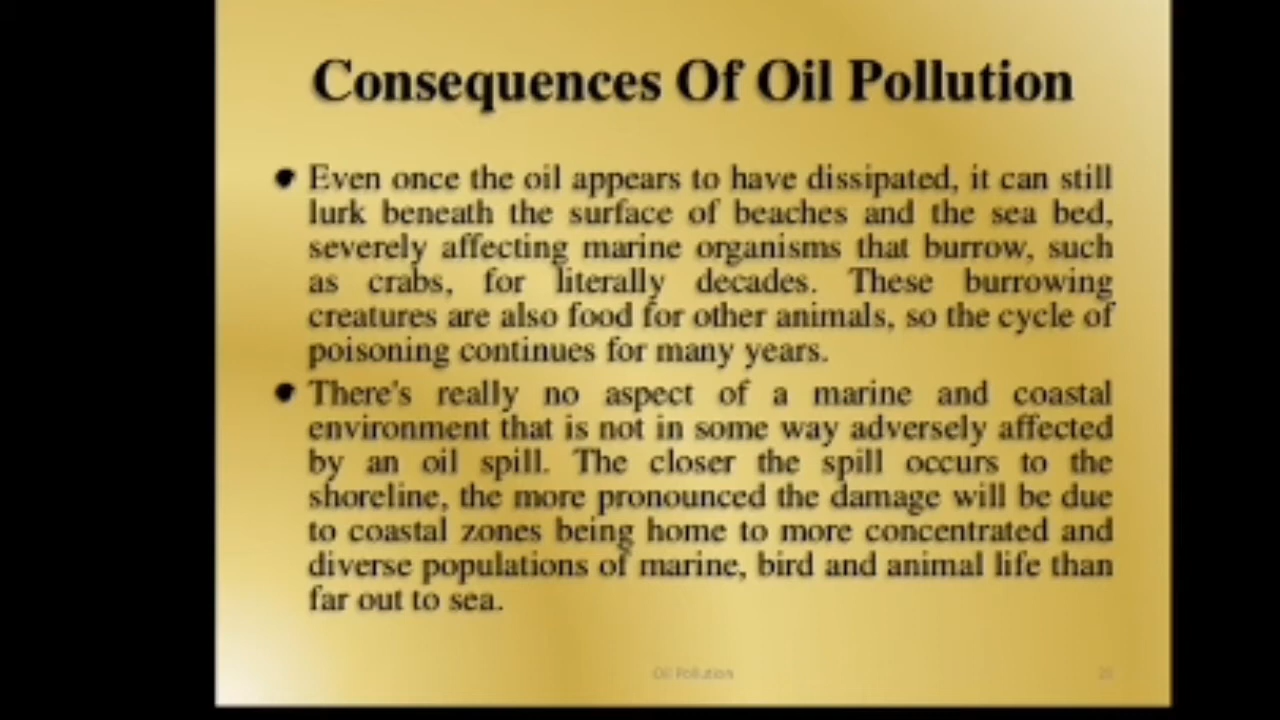 Consequences Of Oil Pollution
• Even once the oil appears to have dissipated, it can still
lurk beneath the surface of beaches and the sea bed,
severely affecting marine organisms that burrow, such
as crabs, for literally decades. These burrowing
creatures are also food for other animals, so the cycle of
poisoning continues for many years.
• There's really no aspect of a marine and coastal
environment that is not in some way adversely affected
by an oil spill. The closer the spill occurs to the
shoreline, the more pronounced the damage will be due
to coastal zones being home to more concentrated and
diverse populations of marine, bird and animal life than
far out to sea.
Oil Pollution